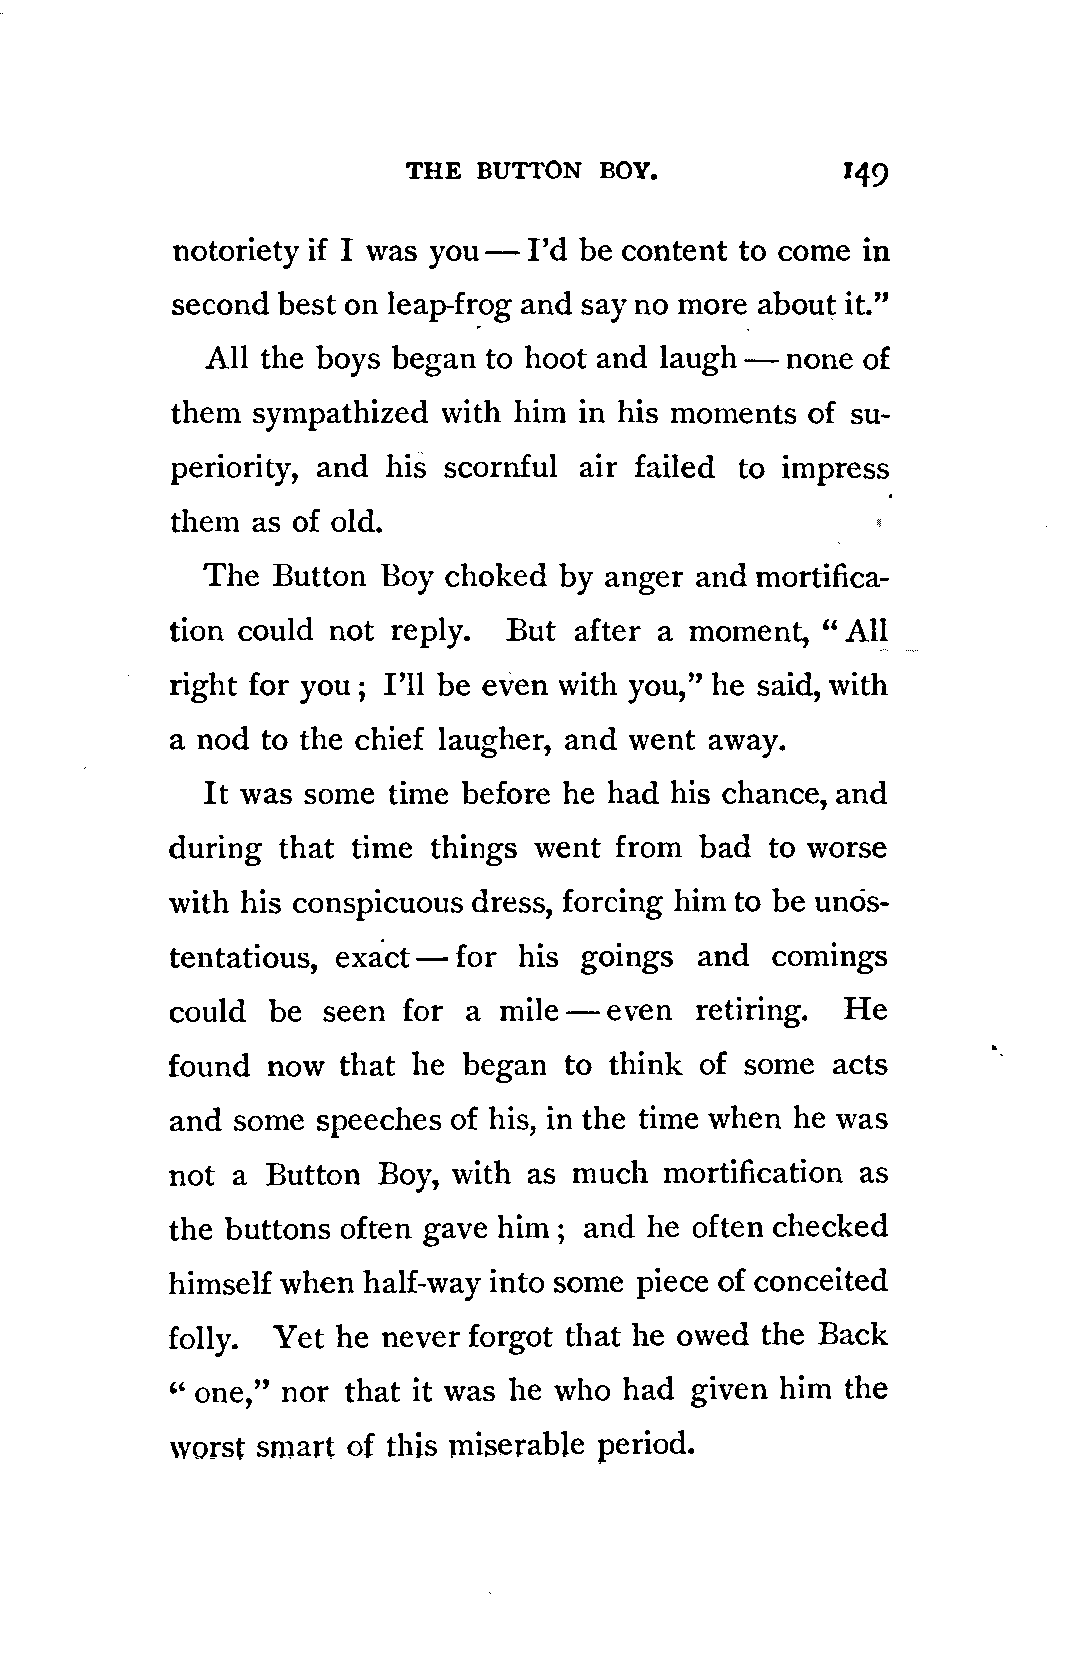 THE BUTTON BOY. 149
notoriety if I was you — I'd be content to come in
second best on leap-frog and say no more about it."
All the boys began to hoot and laugh — none of
them sympathized with him in his moments of su-
periority, and his scornful air failed to impress
them as of old.
The Button Boy choked by anger and mortifica-
tion could not reply. But after a moment, "All
right for you; I'll be even with you," he said, with
a nod to the chief laugher, and went away.
It was some time before he had his chance, and
during that time things went from bad to worse
with his conspicuous dress, forcing him to be unos-
tentatious, exact — for his goings and comings
could be seen for a mile — even retiring. He
found now that he began to think of some acts
and some speeches of his, in the time when he was
not a Button Boy, with as much mortification as
the buttons often gave him; and he often checked
himself when half-way into some piece of conceited
folly. Yet he never forgot that he owed the Back
"one," nor that it was he who had given him the
worst smart of this miserable period.